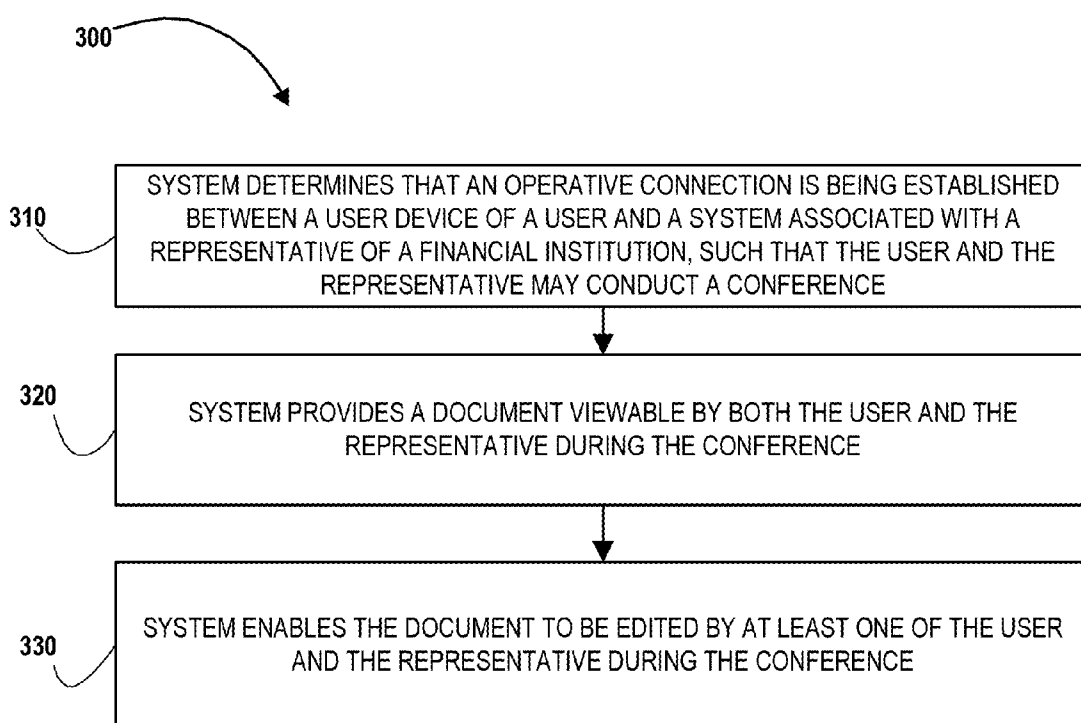 300
310
SYSTEM DETERMINES THAT AN OPERATIVE CONNECTION IS BEING ESTABLISHED
BETWEEN A USER DEVICE OF A USER AND A SYSTEM ASSOCIATED WITH A
REPRESENTATIVE OF A FINANCIAL INSTITUTION, SUCH THAT THE USER AND THE
REPRESENTATIVE MAY CONDUCT A CONFERENCE
320
SYSTEM PROVIDES A DOCUMENT VIEWABLE BY BOTH THE USER AND THE
REPRESENTATIVE DURING THE CONFERENCE
330
SYSTEM ENABLES THE DOCUMENT TO BE EDITED BY AT LEAST ONE OF THE USER
AND THE REPRESENTATIVE DURING THE CONFERENCE